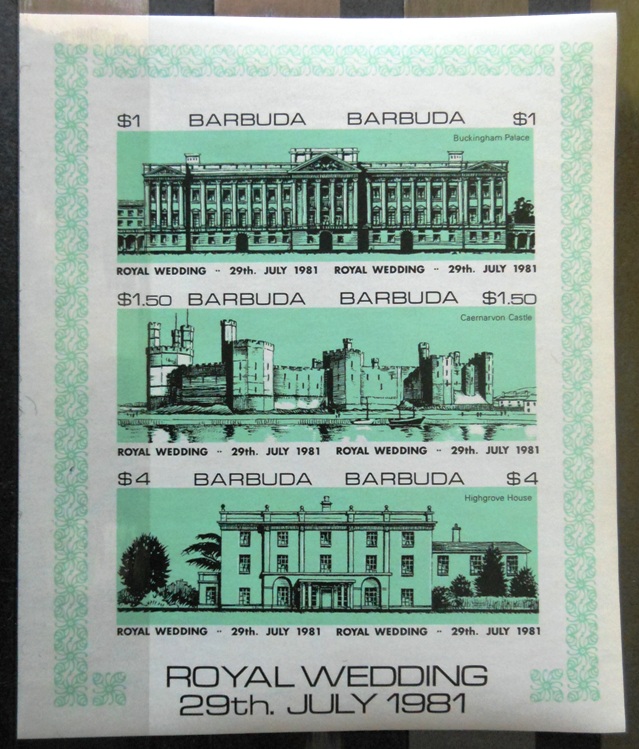 $1 BARBUDA BARBUDA $1
Buckingham Palace
ROYAL WEDDING ·· 29th. JULY 1981 ROYAL WEDDING ·· 29th. JULY 1981
$1.50 BARBUDA BARBUDA $1.50
Caernarvon Castle
ROYAL WEDDING ·· 29th. JULY 1981 ROYAL WEDDING ·· 29th. JULY 1981
$4 BARBUDA BARBUDA $4
Highgrove House
ROYAL WEDDING ·· 29th. JULY 1981 ROYAL WEDDING ·· 29th. JULY 1981
ROYAL WEDDING
29th. JULY 1981